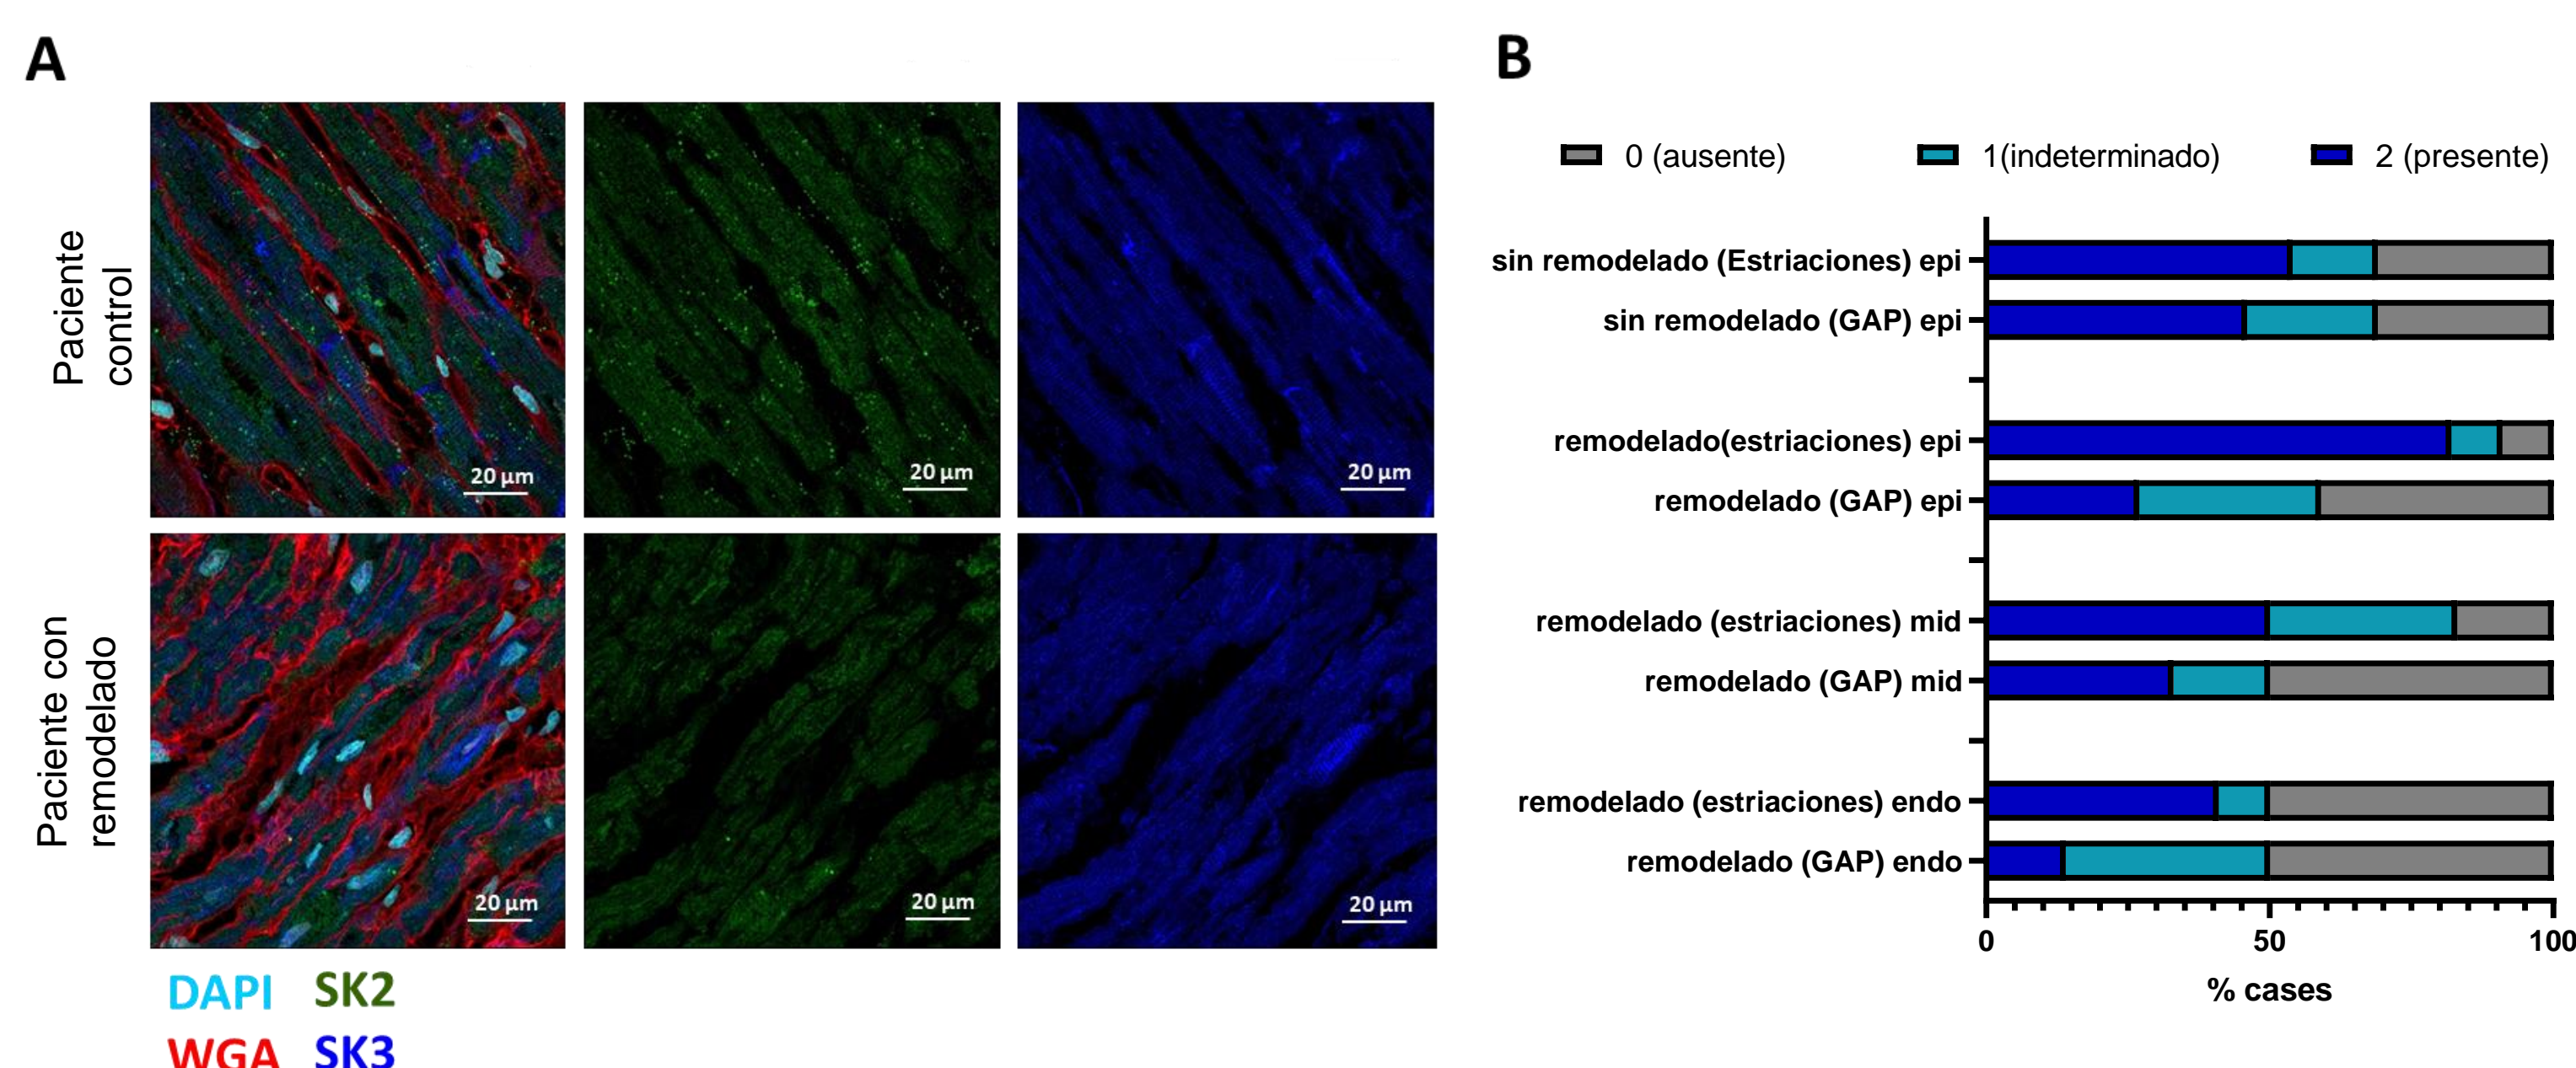 A
B
Paciente
control
20 µm
20 µm
20 µm
Paciente con
remodelado
20 µm
20 µm
20 µm
DAPI SK2
WGA SK3
0 (ausente) 1(indeterminado) 2 (presente)
sin remodelado (Estriaciones) epi
sin remodelado (GAP) epi
remodelado(estriaciones) epi
remodelado (GAP) epi
remodelado (estriaciones) mid
remodelado (GAP) mid
remodelado (estriaciones) endo
remodelado (GAP) endo
0 50 100
% cases